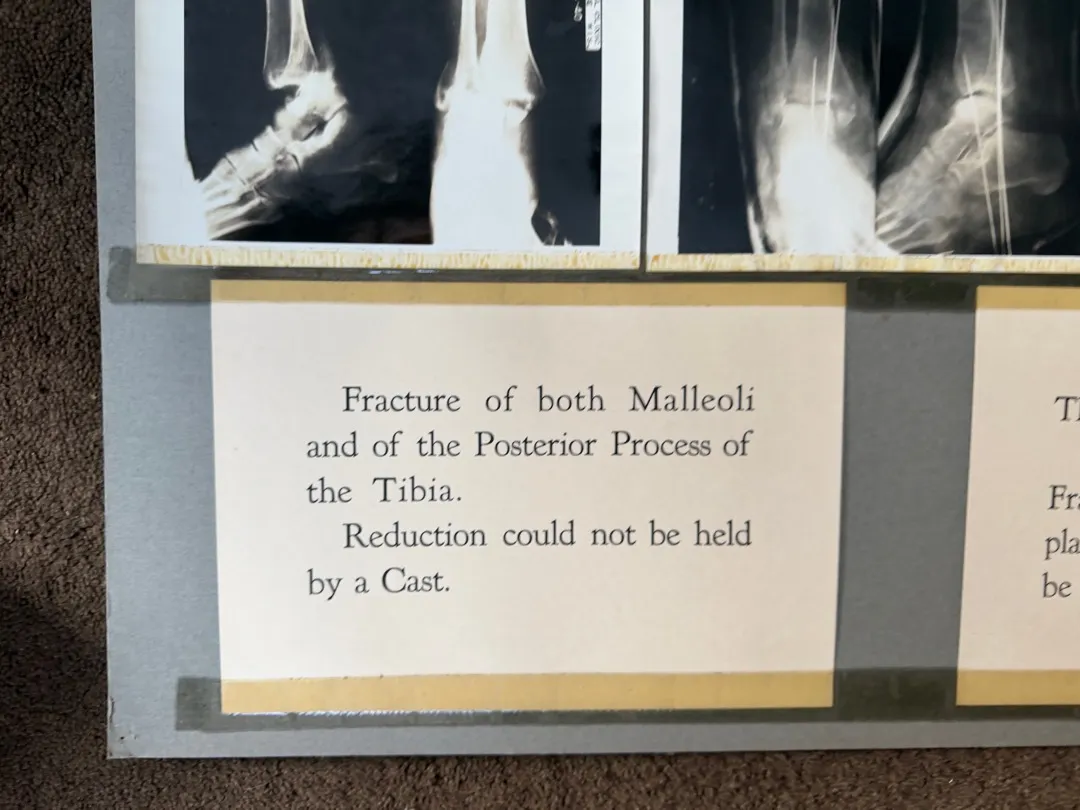 Fracture of both Malleoli
and of the Posterior Process of
the Tibia.
Reduction could not be held
by a Cast.
be